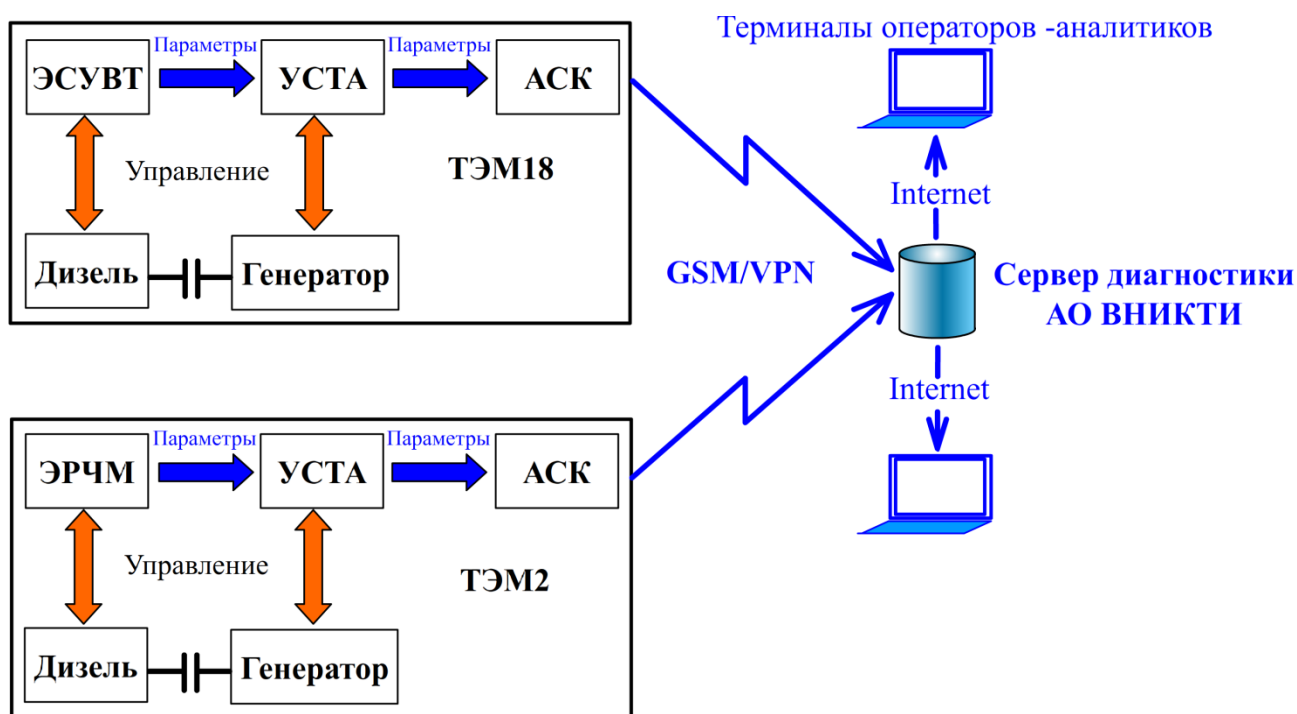 Терминалы операторов -аналитиков
Параметры
Параметры
ЭСУВТ
УСТА
АСК
Управление
ТЭМ18
Дизель
Генератор
GSM/VPN
Internet
Сервер диагностики
АО ВНИКТИ
Internet
Параметры
Параметры
ЭРЧМ
УСТА
АСК
Управление
ТЭМ2
Дизель
Генератор